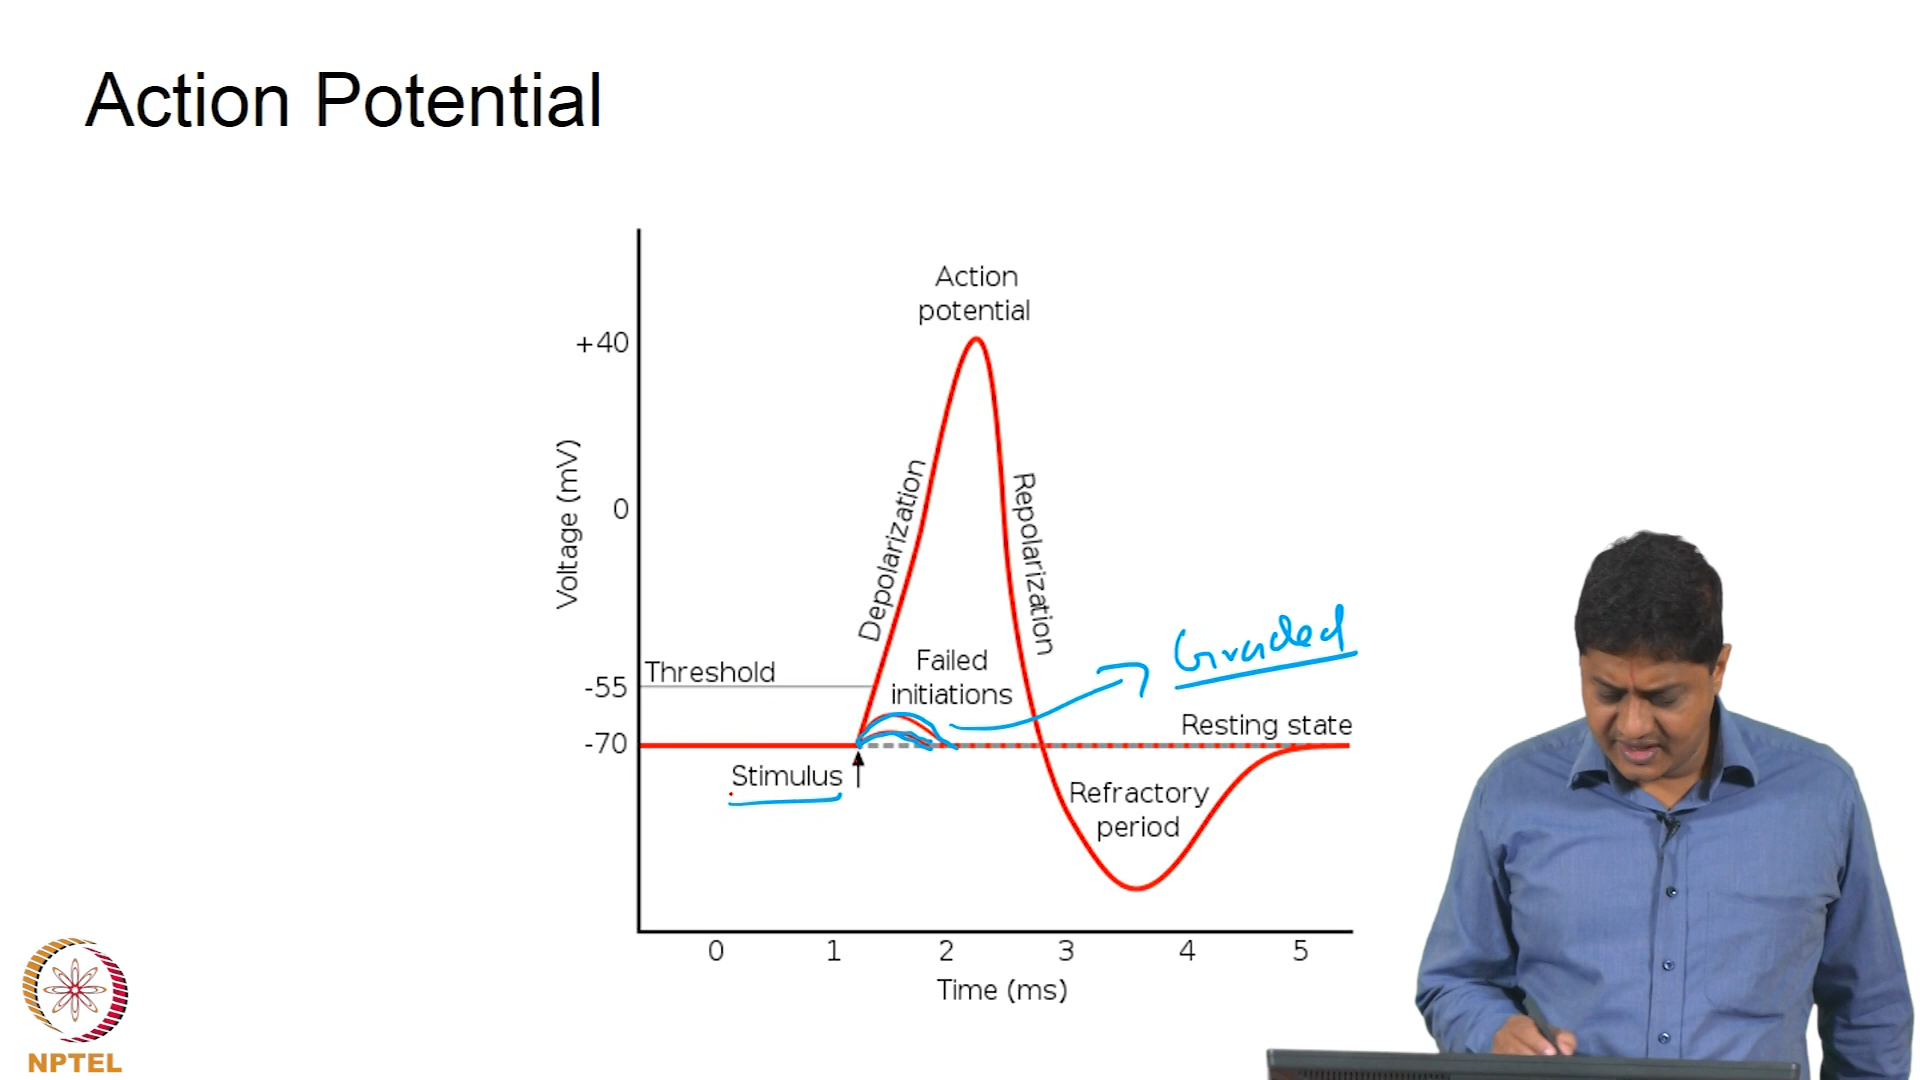 Action Potential
Action
potential
+40
0
-55
-70
Voltage (mV)
Depolarization
Repolarization
Threshold
Failed
initiations
Graded
Resting state
Stimulus
Refractory
period
0 1 2 3 4 5
Time (ms)
NPTEL